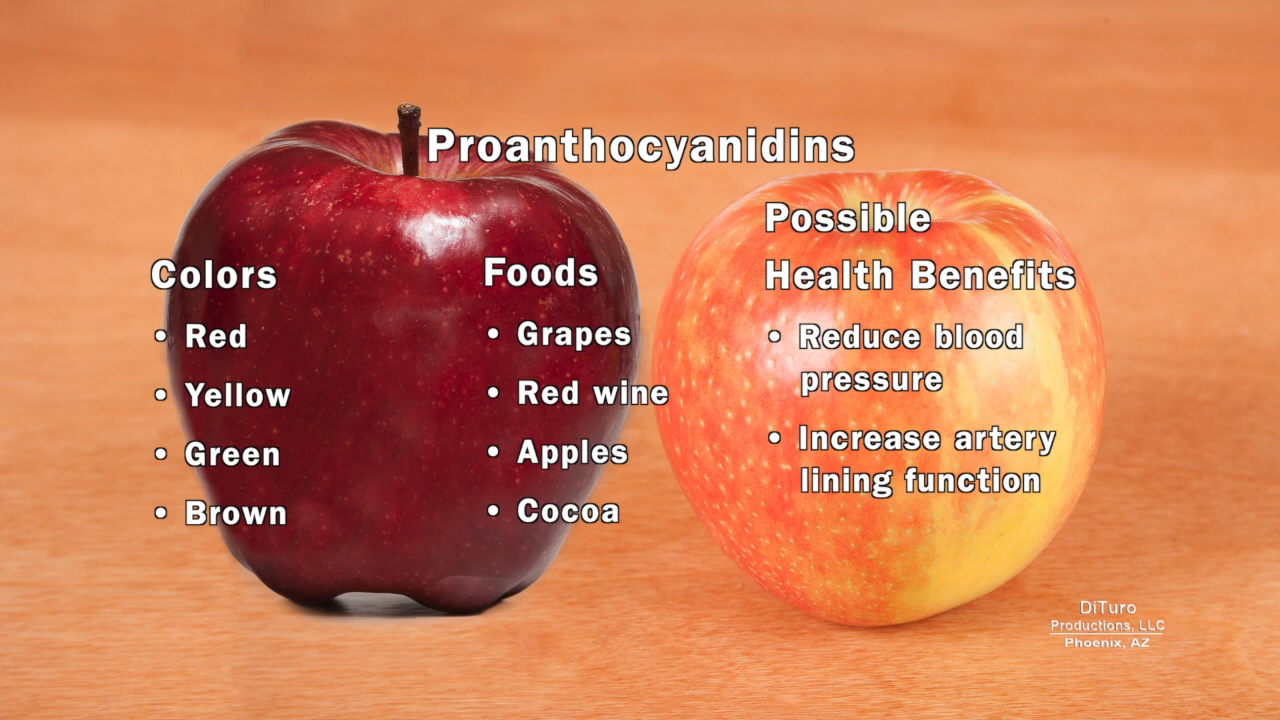 Proanthocyanidins
Colors
• Red
• Yellow
• Green
• Brown
Foods
• Grapes
• Red wine
• Apples
• Cocoa
Possible
Health Benefits
• Reduce blood
pressure
• Increase artery
lining function
DiTuro
Productions, LLC
Phoenix, AZ